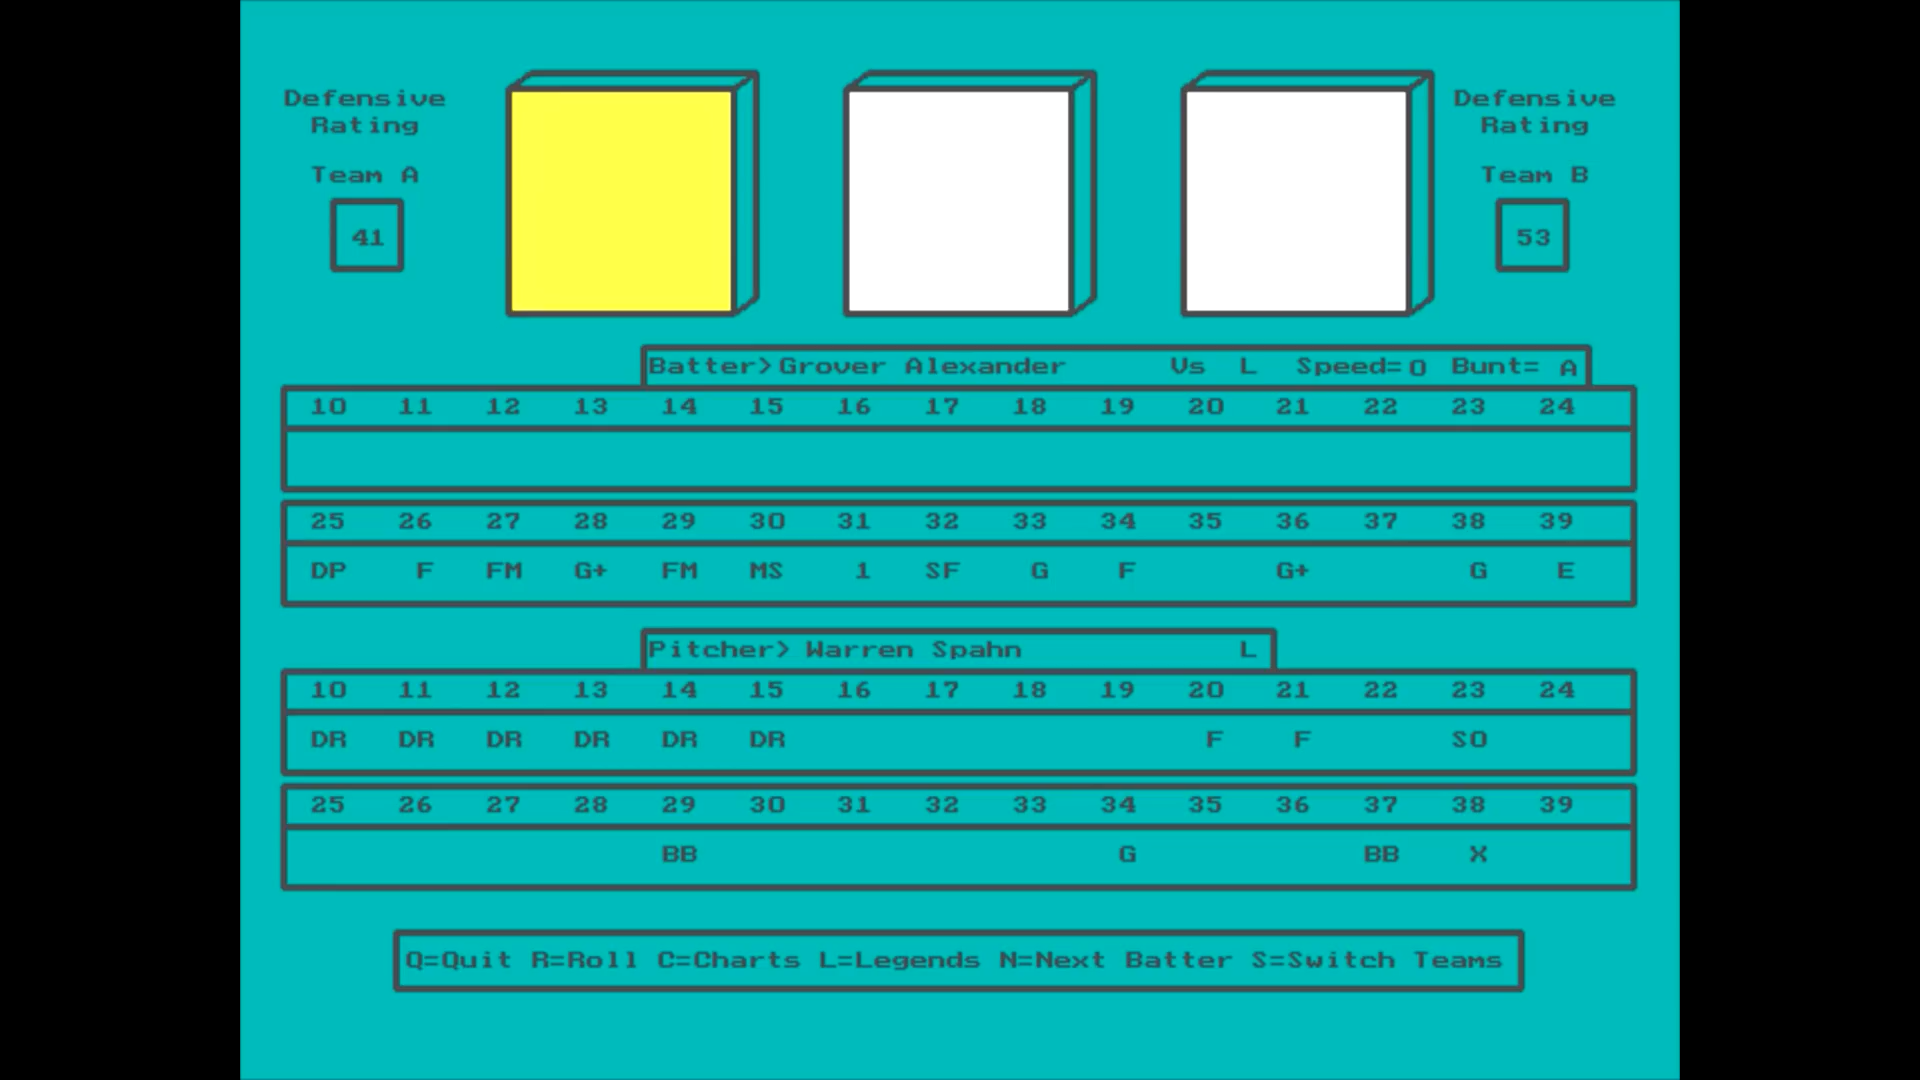 Defensive Rating
Team A
41
Defensive Rating
Team B
53
Batter>Grover Alexander Vs L Speed=0 Bunt= A
10 11 12 13 14 15 16 17 18 19 20 21 22 23 24
25 26 27 28 29 30 31 32 33 34 35 36 37 38 39
DP F FM G+ FM MS 1 SF G F G+ G E
Pitcher> Warren Spahn L
10 11 12 13 14 15 16 17 18 19 20 21 22 23 24
DR DR DR DR DR DR F F SO
25 26 27 28 29 30 31 32 33 34 35 36 37 38 39
BB G BB X
Q=Quit R=Roll C=Charts L=Legends N=Next Batter S=Switch Teams